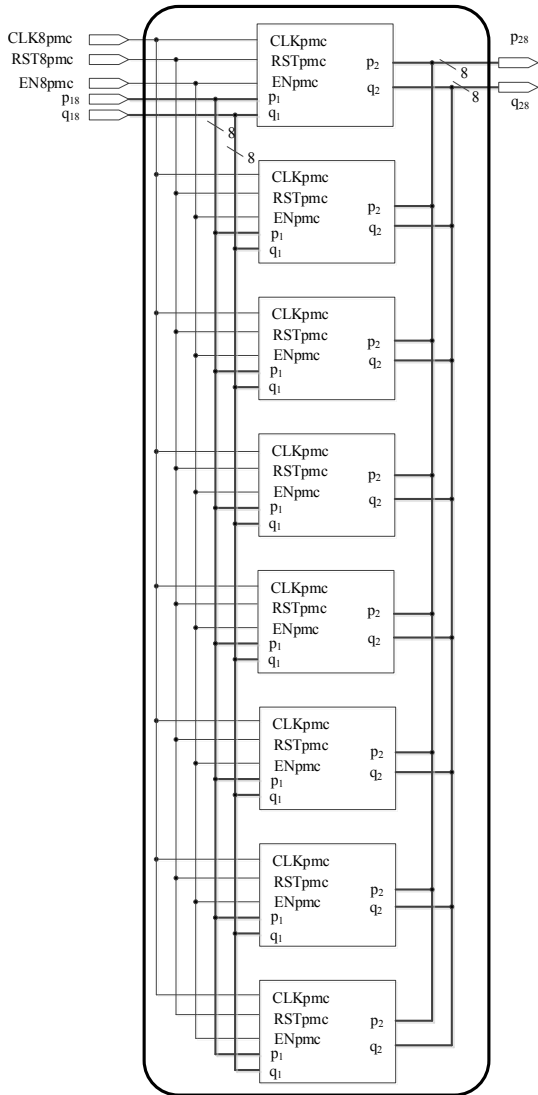 CLK8pmc
RST8pmc
EN8pmc
p₁₈
q₁₈
CLKpmc
RSTpmc
ENpmc
p₁
q₁
p₂
q₂
8
8
8
8
p₂₈
q₂₈
CLKpmc
RSTpmc
ENpmc
p₁
q₁
p₂
q₂
CLKpmc
RSTpmc
ENpmc
p₁
q₁
p₂
q₂
CLKpmc
RSTpmc
ENpmc
p₁
q₁
p₂
q₂
CLKpmc
RSTpmc
ENpmc
p₁
q₁
p₂
q₂
CLKpmc
RSTpmc
ENpmc
p₁
q₁
p₂
q₂
CLKpmc
RSTpmc
ENpmc
p₁
q₁
p₂
q₂
CLKpmc
RSTpmc
ENpmc
p₁
q₁
p₂
q₂